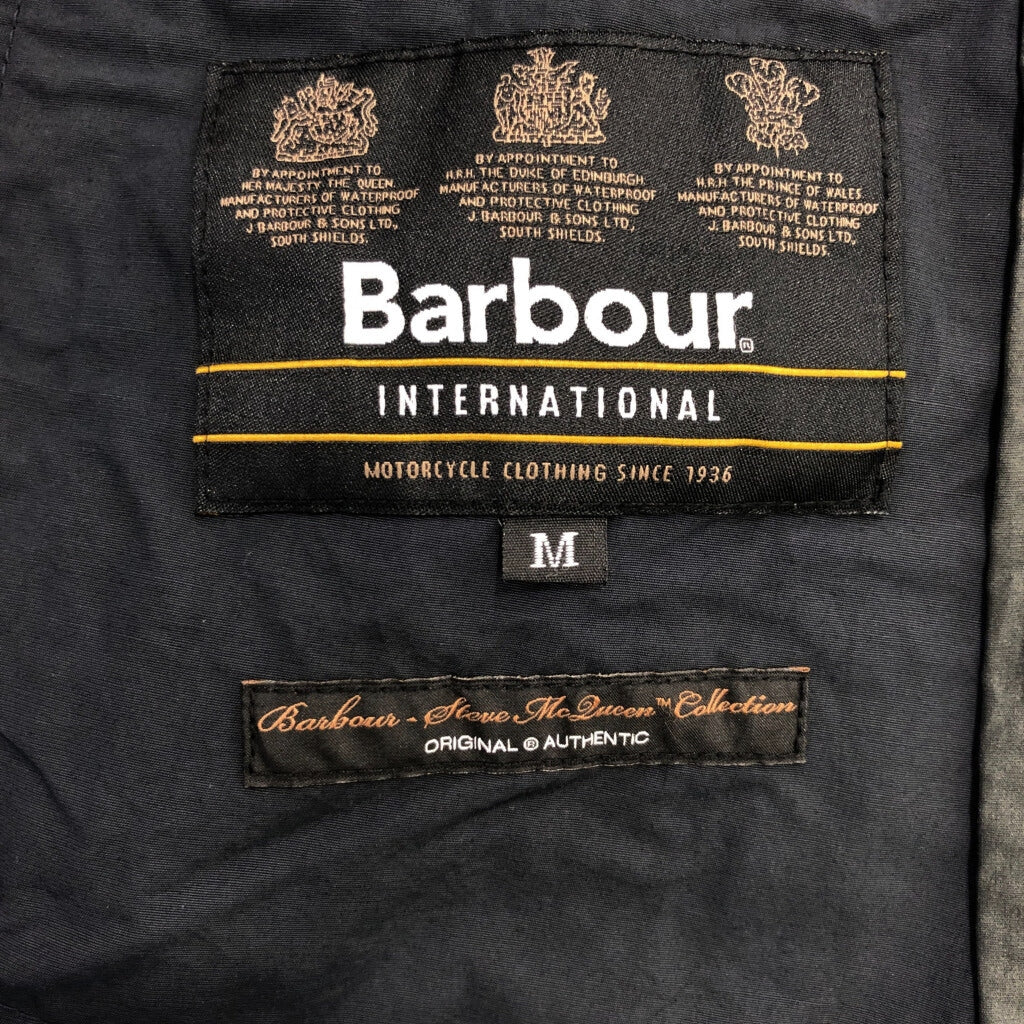 BY APPOINTMENT TO
HER MAJESTY THE QUEEN
MANUFACTURERS OF WATERPROOF
AND PROTECTIVE CLOTHING
J. BARBOUR & SONS LTD.,
SOUTH SHIELDS.
BY APPOINTMENT TO
H.R.H. THE DUKE OF EDINBURGH
MANUFACTURERS OF WATERPROOF
AND PROTECTIVE CLOTHING
J. BARBOUR & SONS LTD.,
SOUTH SHIELDS.
BY APPOINTMENT TO
H.R.H. THE PRINCE OF WALES
MANUFACTURERS OF WATERPROOF
AND PROTECTIVE CLOTHING
J. BARBOUR & SONS LTD.,
SOUTH SHIELDS.
Barbour®
INTERNATIONAL
MOTORCYCLE CLOTHING SINCE 1936
M
Barbour - Steve McQueen™ Collection
ORIGINAL ® AUTHENTIC